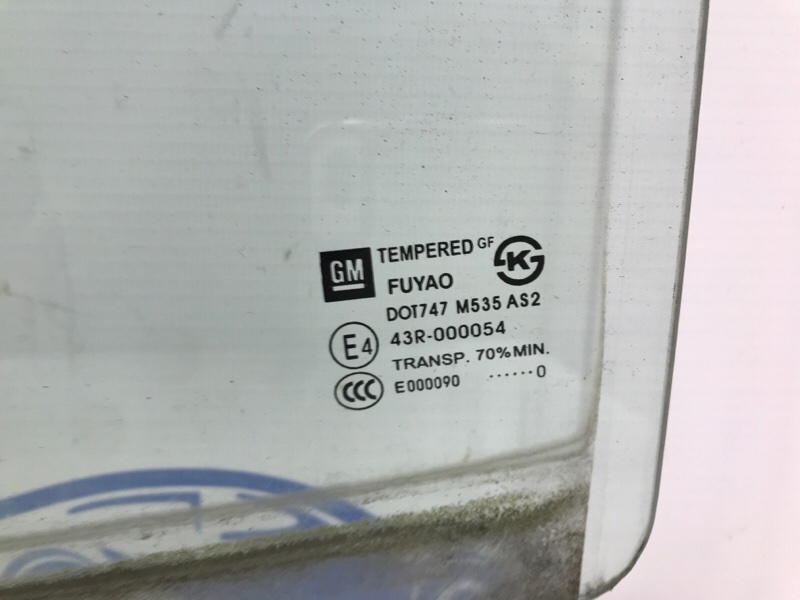 GM
TEMPERED GF
FUYAO
DOT747 M535 AS2
E4 43R-000054
TRANSP. 70% MIN.
CCC E000090 ······0